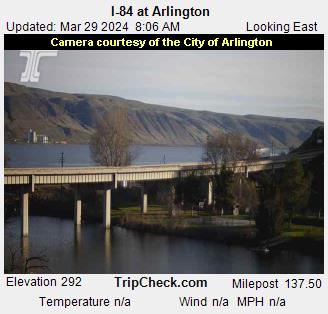 I-84 at Arlington
Updated: Mar 29 2024 8:06 AM Looking East
Camera courtesy of the City of Arlington
Elevation 292 TripCheck.com Milepost 137.50
Temperature n/a Wind n/a MPH n/a